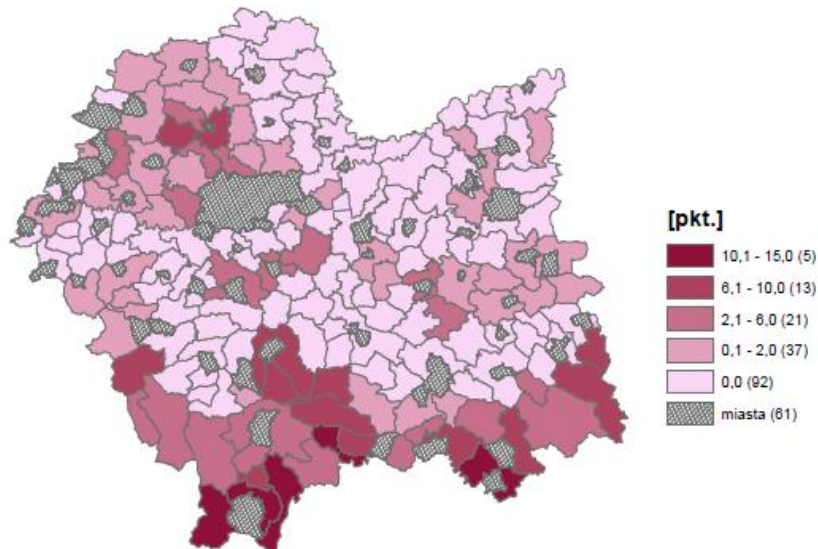 [pkt.]
10,1 - 15,0 (5)
6,1 - 10,0 (13)
2,1 - 6,0 (21)
0,1 - 2,0 (37)
0,0 (92)
miasta (61)